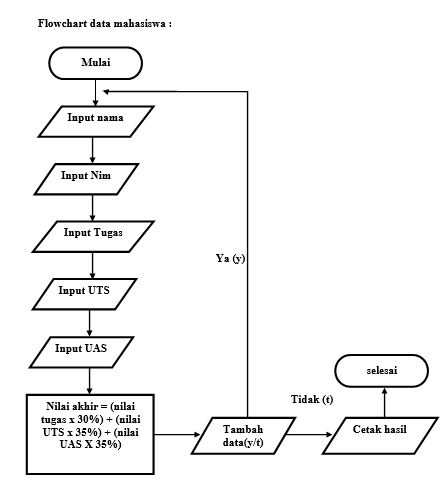 Flowchart data mahasiswa :
Mulai
Input nama
Input Nim
Input Tugas
Ya (y)
Input UTS
Input UAS
selesai
Nilai akhir = (nilai
tugas x 30%) + (nilai
UTS x 35%) + (nilai
UAS X 35%)
Tidak (t)
Tambah
data(y/t)
Cetak hasil